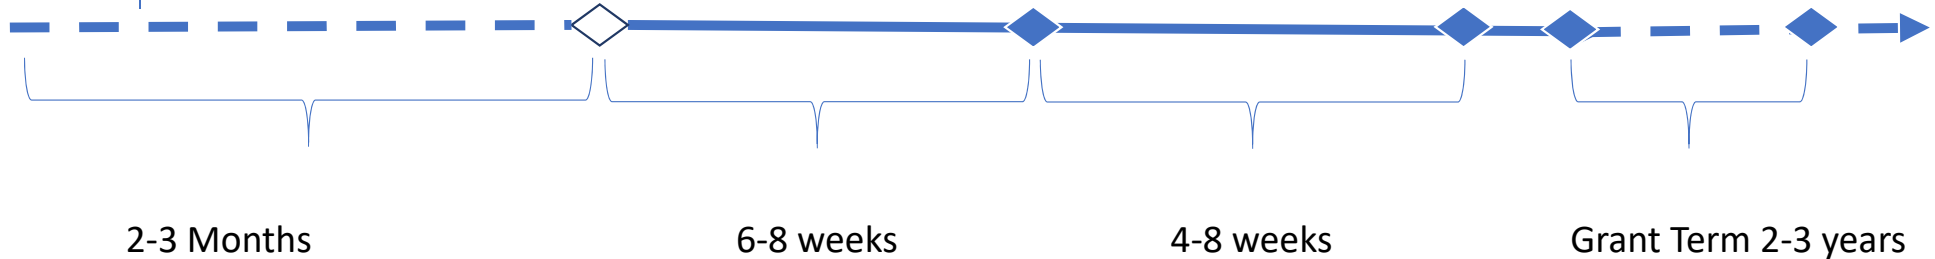 2-3 Months
6-8 weeks
4-8 weeks
Grant Term 2-3 years